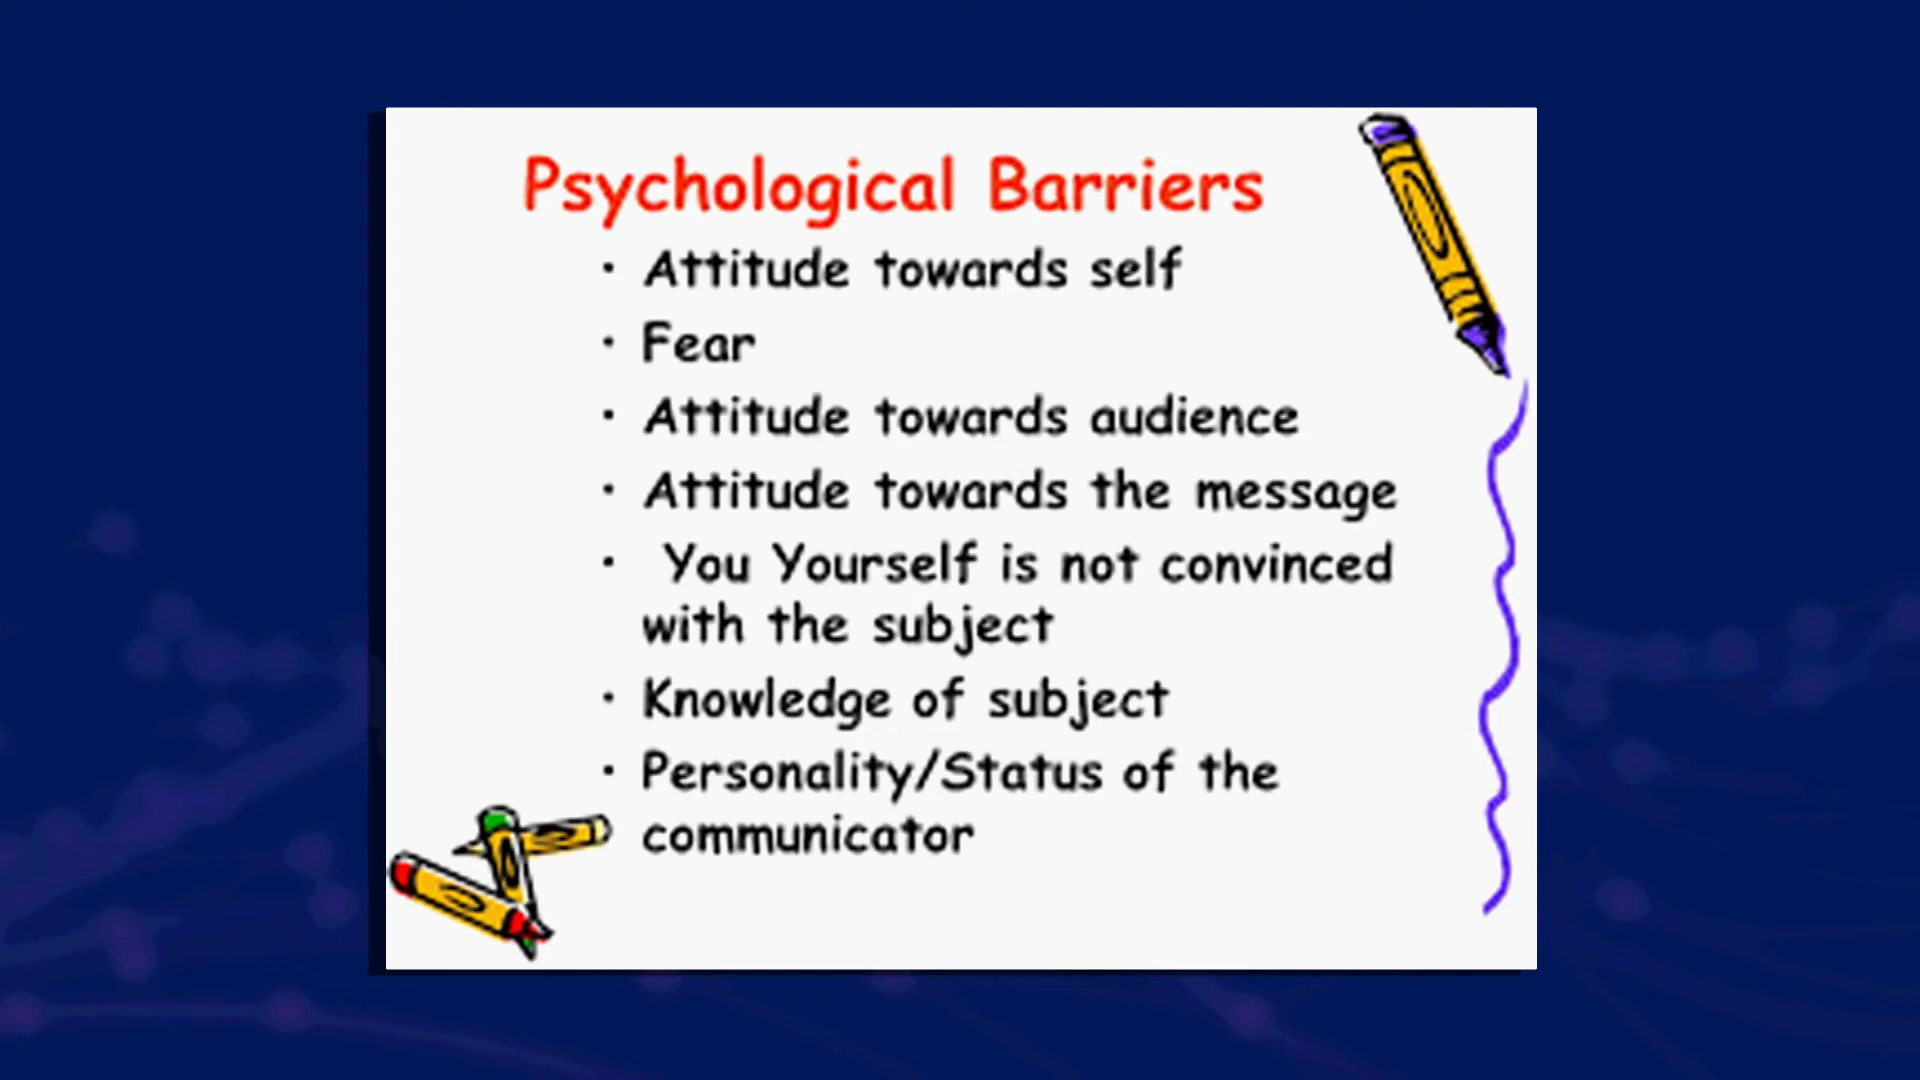 Psychological Barriers
• Attitude towards self
• Fear
• Attitude towards audience
• Attitude towards the message
• You Yourself is not convinced
with the subject
• Knowledge of subject
• Personality/Status of the
communicator